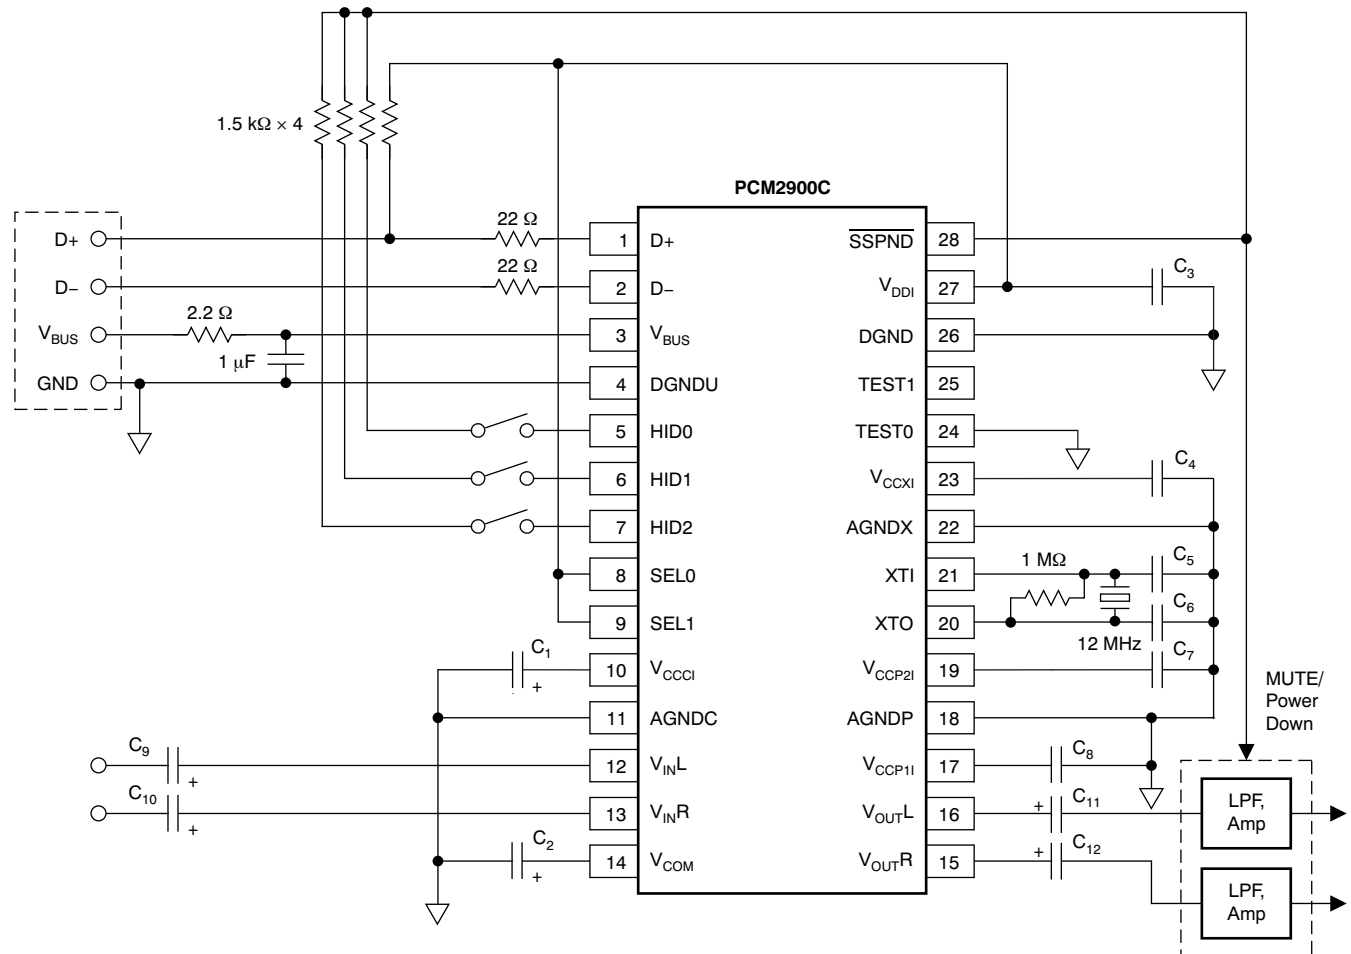 1.5 kΩ × 4
PCM2900C
D+
22 Ω
1 D+
SSPND 28
C3
D−
22 Ω
2 D−
VDDI 27
VBUS
2.2 Ω
3 VBUS
DGND 26
1 μF
GND
4 DGNDU
TEST1 25
5 HID0
TEST0 24
6 HID1
VCCXI 23
C4
7 HID2
AGNDX 22
8 SEL0
XTI 21
1 MΩ
C5
9 SEL1
XTO 20
12 MHz
C6
C1
+
10 VCCCI
VCCP2I 19
C7
11 AGNDC
AGNDP 18
MUTE/
Power
Down
C9
+
12 VINL
VCCP1I 17
C8
C10
+
13 VINR
VOUTL 16
+
C11
LPF,
Amp
C2
+
14 VCOM
VOUTR 15
+
C12
LPF,
Amp